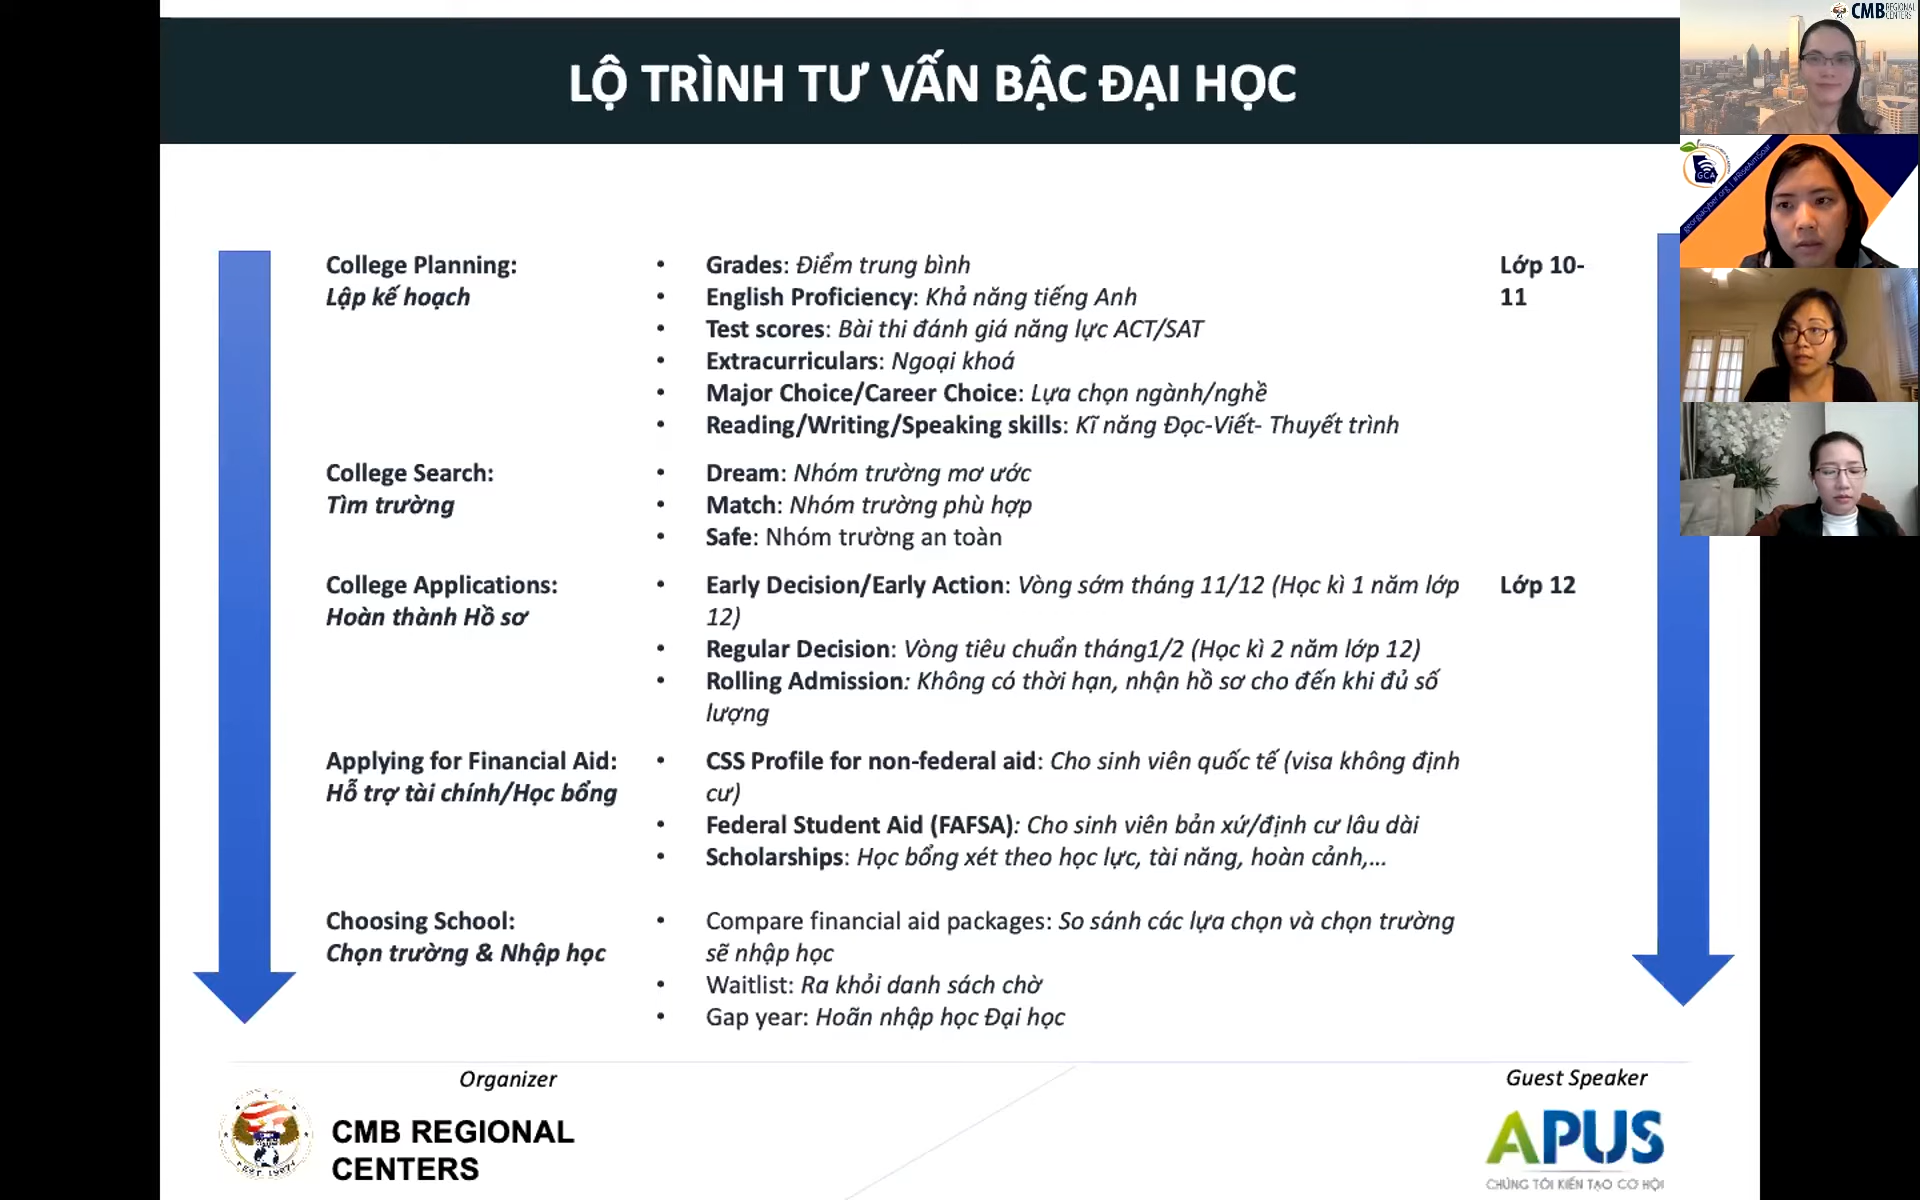 LỘ TRÌNH TƯ VẤN BẬC ĐẠI HỌC
CMB REGIONAL CENTERS
GCA
georgiacyber.org | #RiseAimSoar
College Planning:
Lập kế hoạch
• Grades: Điểm trung bình
• English Proficiency: Khả năng tiếng Anh
• Test scores: Bài thi đánh giá năng lực ACT/SAT
• Extracurriculars: Ngoại khoá
• Major Choice/Career Choice: Lựa chọn ngành/nghề
• Reading/Writing/Speaking skills: Kĩ năng Đọc-Viết- Thuyết trình
Lớp 10-
11
College Search:
Tìm trường
• Dream: Nhóm trường mơ ước
• Match: Nhóm trường phù hợp
• Safe: Nhóm trường an toàn
College Applications:
Hoàn thành Hồ sơ
• Early Decision/Early Action: Vòng sớm tháng 11/12 (Học kì 1 năm lớp
12)
• Regular Decision: Vòng tiêu chuẩn tháng1/2 (Học kì 2 năm lớp 12)
• Rolling Admission: Không có thời hạn, nhận hồ sơ cho đến khi đủ số
lượng
Lớp 12
Applying for Financial Aid:
Hỗ trợ tài chính/Học bổng
• CSS Profile for non-federal aid: Cho sinh viên quốc tế (visa không định
cư)
• Federal Student Aid (FAFSA): Cho sinh viên bản xứ/định cư lâu dài
• Scholarships: Học bổng xét theo học lực, tài năng, hoàn cảnh,...
Choosing School:
Chọn trường & Nhập học
• Compare financial aid packages: So sánh các lựa chọn và chọn trường
sẽ nhập học
• Waitlist: Ra khỏi danh sách chờ
• Gap year: Hoãn nhập học Đại học
Organizer
CMB REGIONAL
CENTERS
Guest Speaker
APUS
CHÚNG TÔI KIẾN TẠO CƠ HỘI